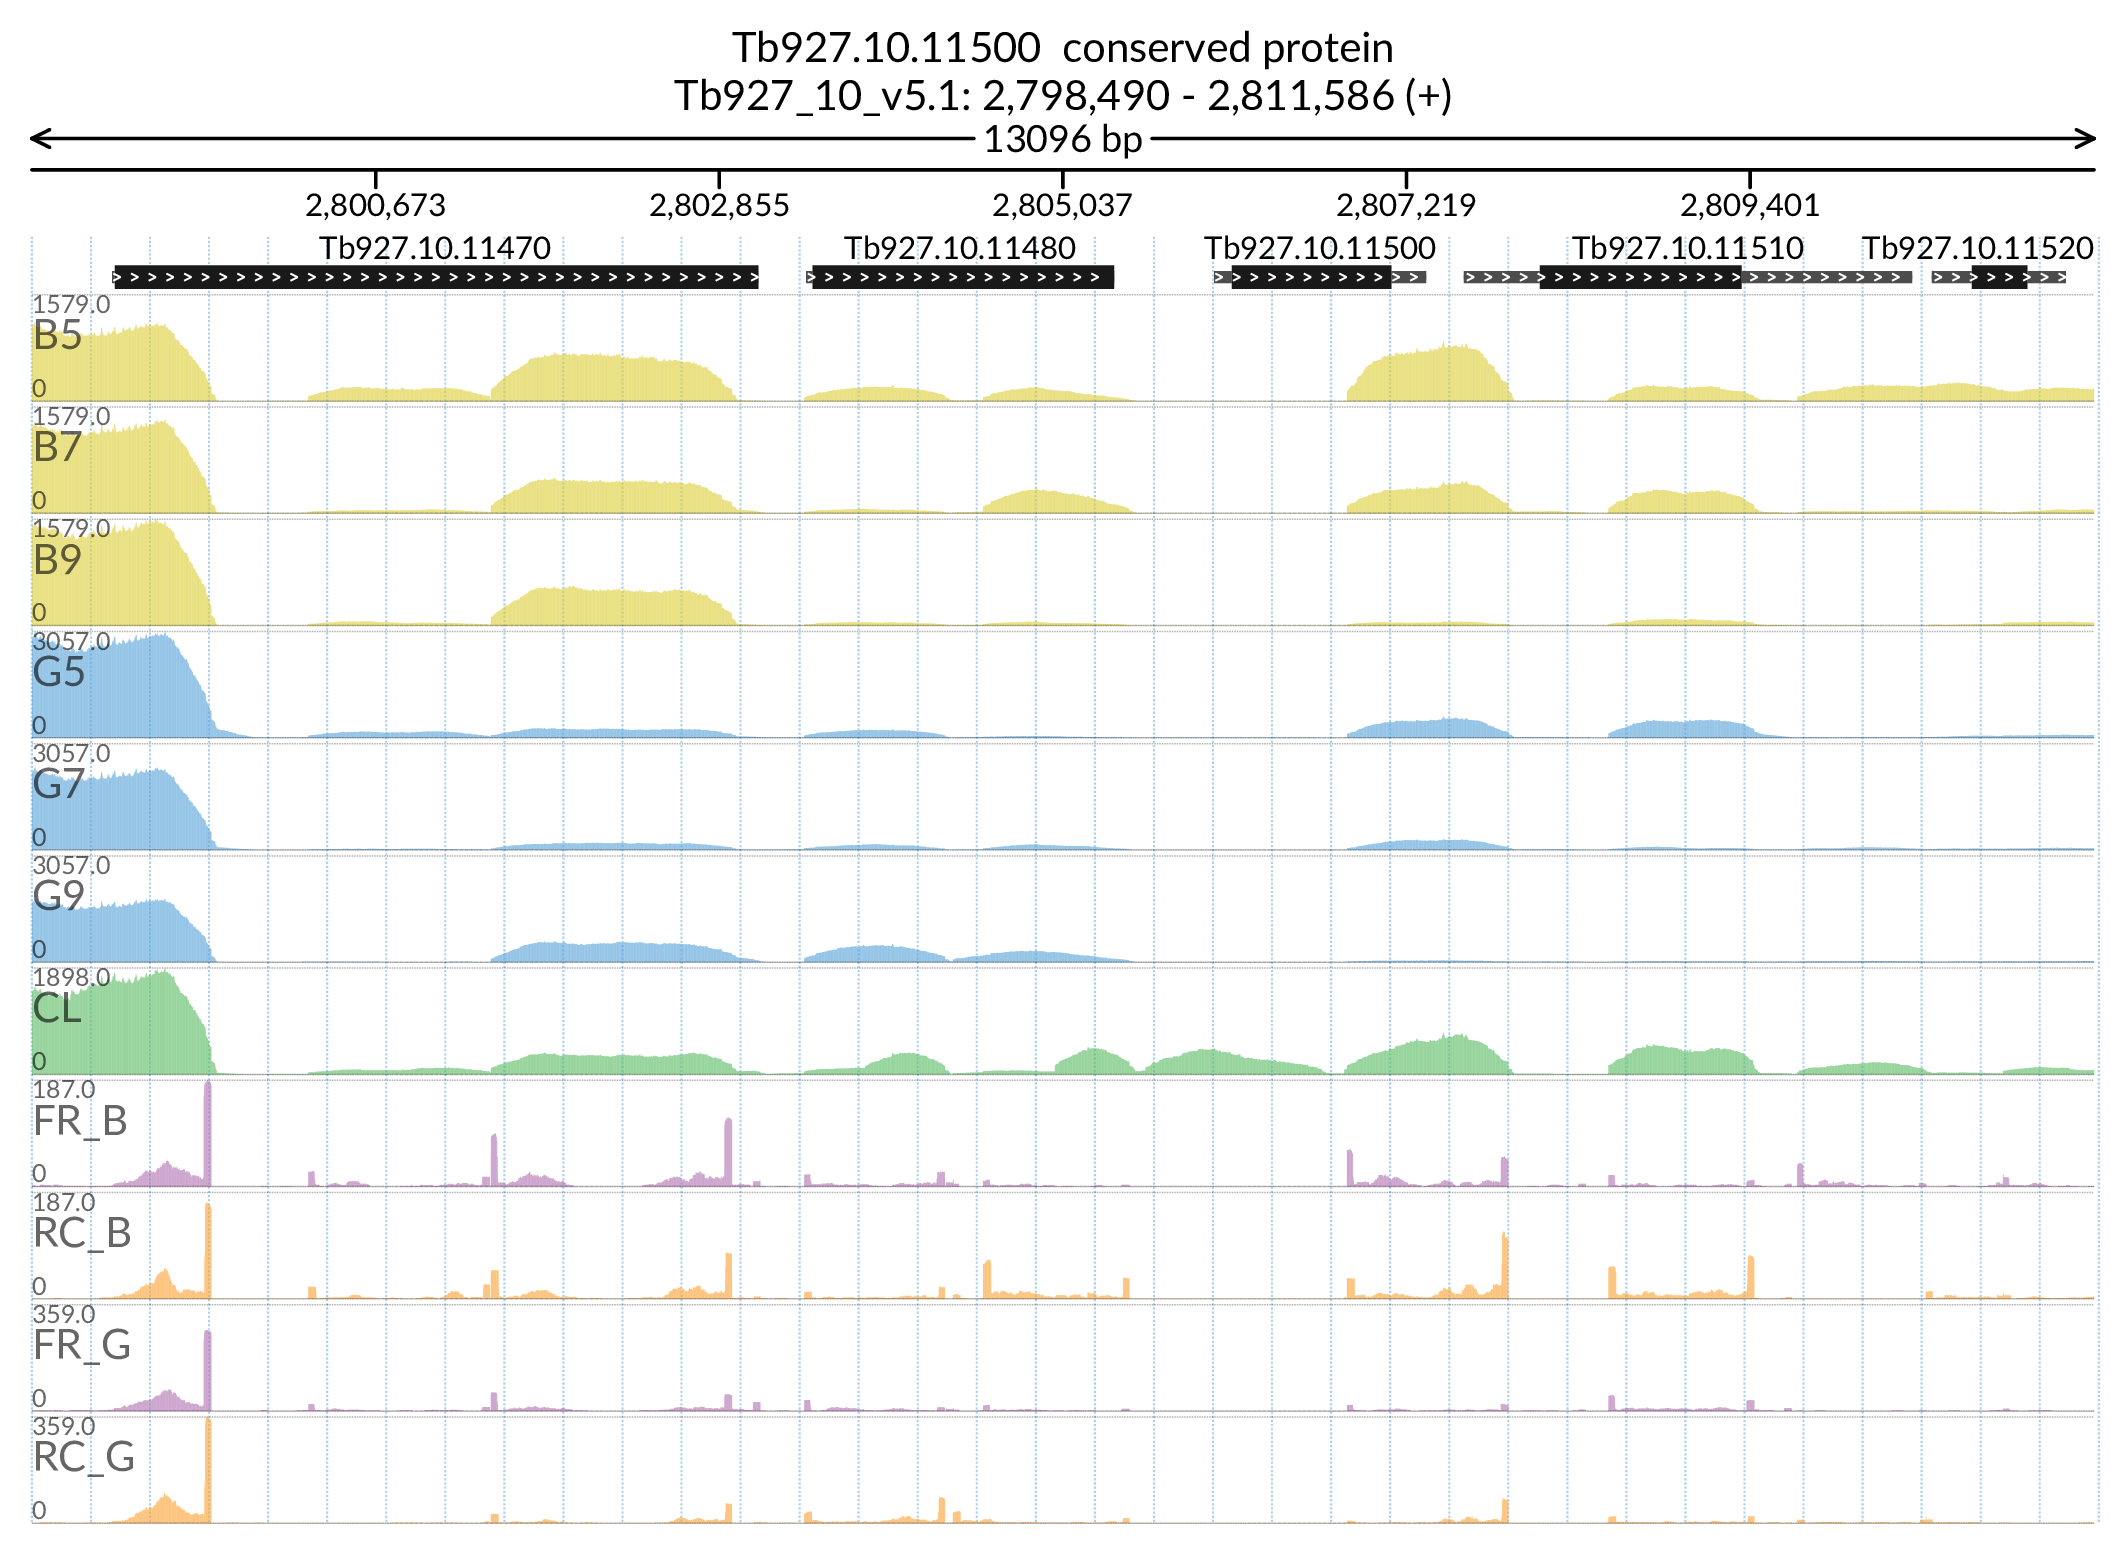 Tb927.10.11500 conserved protein
Tb927_10_v5.1: 2,798,490 - 2,811,586 (+)
13096 bp
2,800,673 2,802,855 2,805,037 2,807,219 2,809,401
Tb927.10.11470 Tb927.10.11480 Tb927.10.11500 Tb927.10.11510 Tb927.10.11520
1579.0
B5
0
1579.0
B7
0
1579.0
B9
0
3057.0
G5
0
3057.0
G7
0
3057.0
G9
0
1898.0
CL
0
187.0
FR_B
0
187.0
RC_B
0
359.0
FR_G
0
359.0
RC_G
0